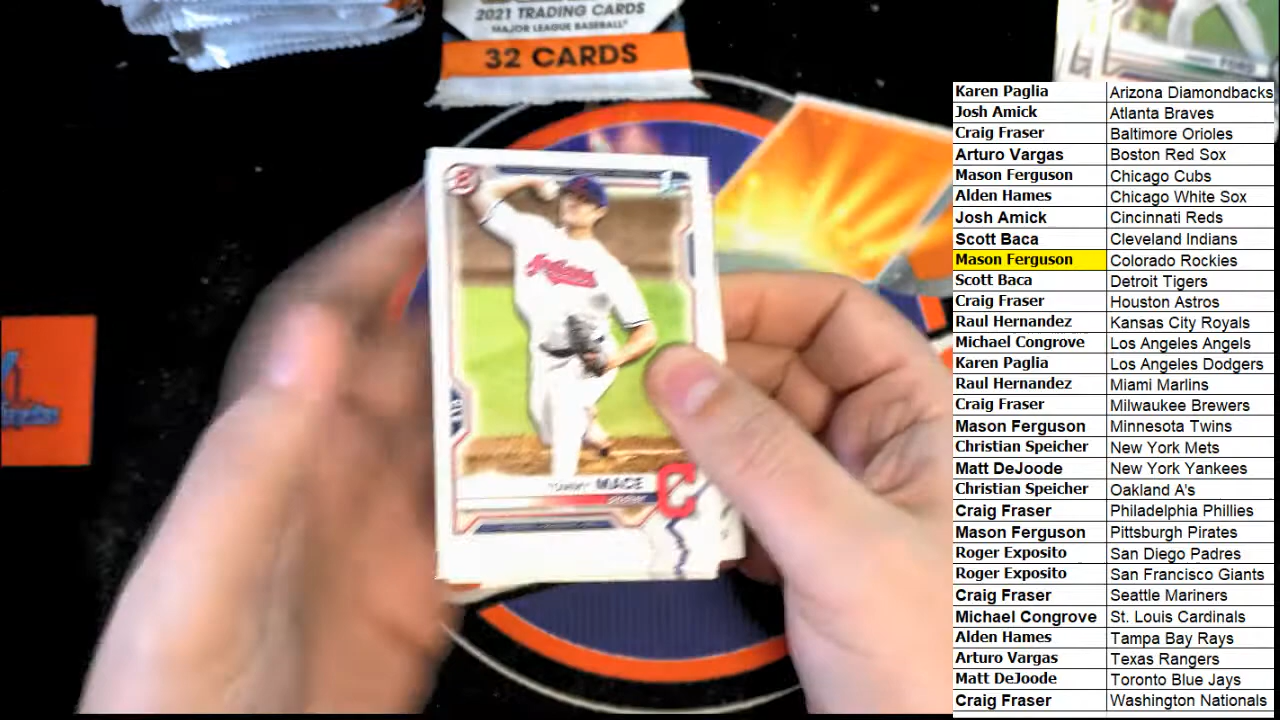 2021 TRADING CARDS
MAJOR LEAGUE BASEBALL
32 CARDS
FORD
Indians
TOMMY MACE
C
Karen Paglia Arizona Diamondbacks
Josh Amick Atlanta Braves
Craig Fraser Baltimore Orioles
Arturo Vargas Boston Red Sox
Mason Ferguson Chicago Cubs
Alden Hames Chicago White Sox
Josh Amick Cincinnati Reds
Scott Baca Cleveland Indians
Mason Ferguson Colorado Rockies
Scott Baca Detroit Tigers
Craig Fraser Houston Astros
Raul Hernandez Kansas City Royals
Michael Congrove Los Angeles Angels
Karen Paglia Los Angeles Dodgers
Raul Hernandez Miami Marlins
Craig Fraser Milwaukee Brewers
Mason Ferguson Minnesota Twins
Christian Speicher New York Mets
Matt DeJoode New York Yankees
Christian Speicher Oakland A's
Craig Fraser Philadelphia Phillies
Mason Ferguson Pittsburgh Pirates
Roger Exposito San Diego Padres
Roger Exposito San Francisco Giants
Craig Fraser Seattle Mariners
Michael Congrove St. Louis Cardinals
Alden Hames Tampa Bay Rays
Arturo Vargas Texas Rangers
Matt DeJoode Toronto Blue Jays
Craig Fraser Washington Nationals